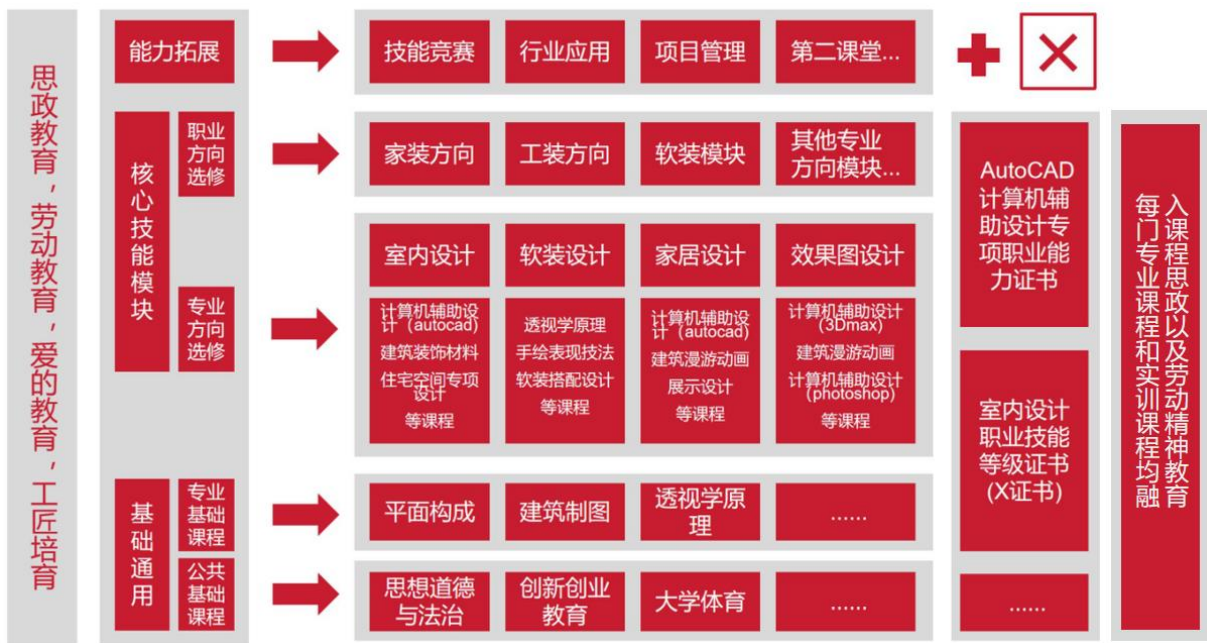 思政教育，劳动教育，爱的教育，工匠培育
能力拓展
技能竞赛
行业应用
项目管理
第二课堂...
核心技能模块
职业
方向
选修
家装方向
工装方向
软装模块
其他专业
方向模块...
专业
方向
选修
室内设计
软装设计
家居设计
效果图设计
计算机辅助设
计（autocad)
建筑装饰材料
住宅空间专项
设计
等课程
透视学原理
手绘表现技法
软装搭配设计
等课程
计算机辅助设
计（autocad)
建筑漫游动画
展示设计
等课程
计算机辅助设计
(3Dmax)
建筑漫游动画
计算机辅助设计
(photoshop)
等课程
基础通用
专业
基础
课程
平面构成
建筑制图
透视学原
理
......
公共
基础
课程
思想道德
与法治
创新创业
教育
大学体育
......
AutoCAD
计算机辅
助设计专
项职业能
力证书
室内设计
职业技能
等级证书
(X证书)
......
每门专业课程和实训课程均融
入课程思政以及劳动精神教育